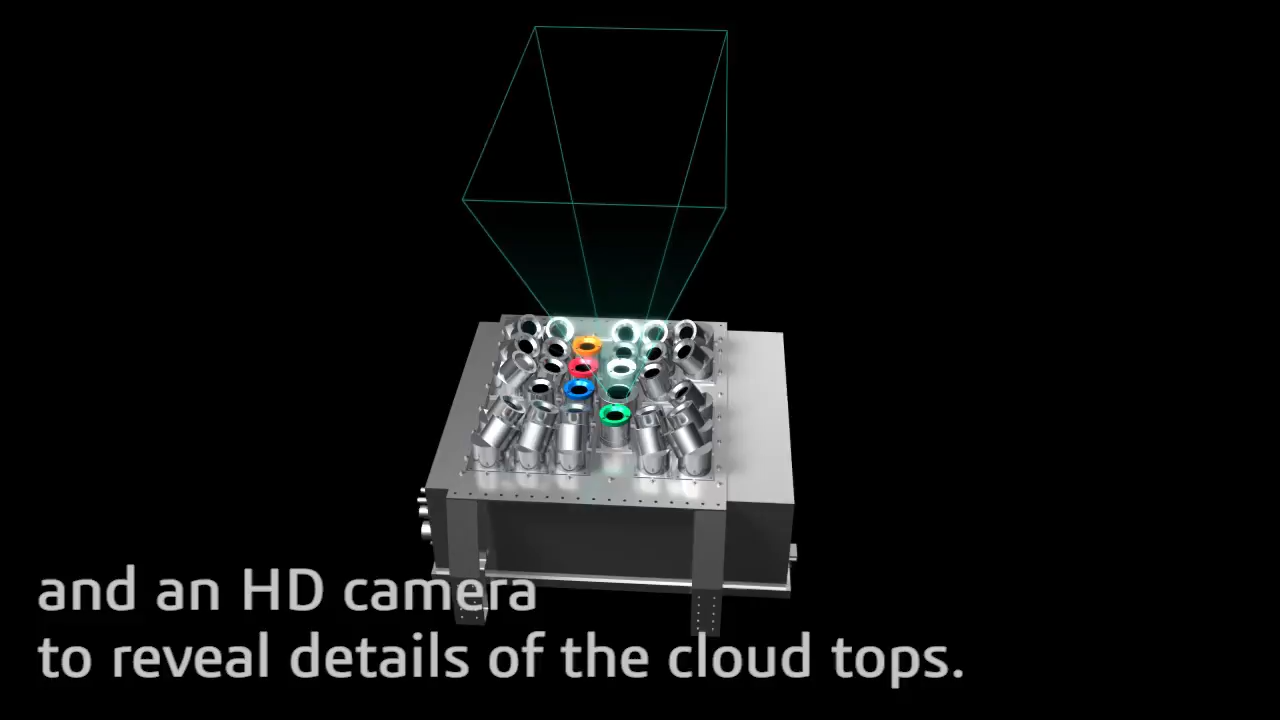 and an HD camera
to reveal details of the cloud tops.